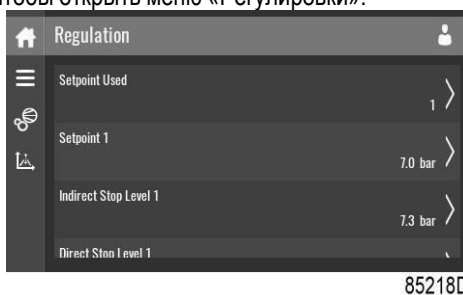 чтобы открыть меню «Регулировки».
Regulation
Setpoint Used
1
Setpoint 1
7.0 bar
Indirect Stop Level 1
7.3 bar
Direct Stop Level 1
85218D